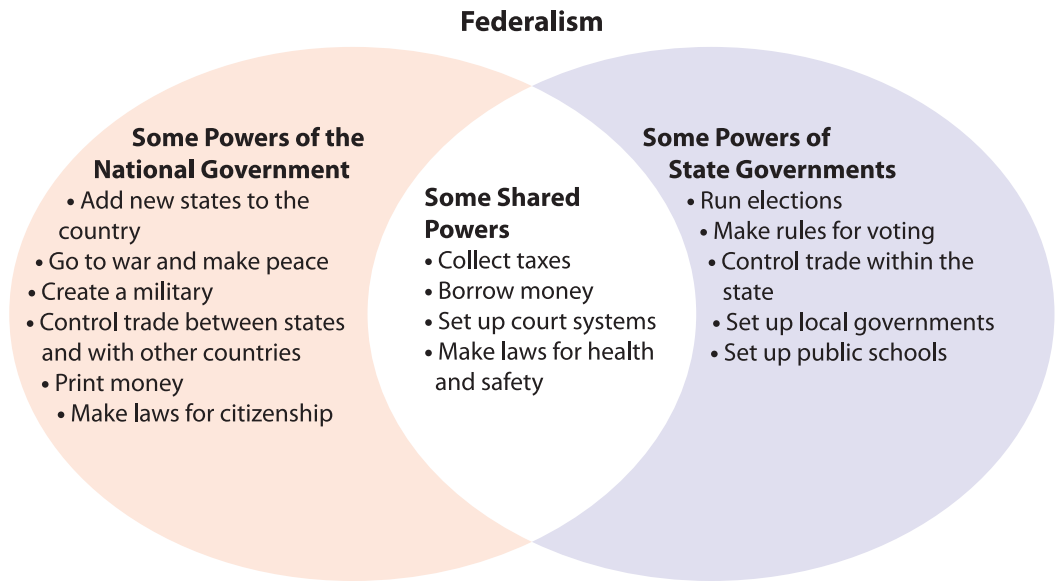 Federalism
Some Powers of the
National Government
• Add new states to the
country
• Go to war and make peace
• Create a military
• Control trade between states
and with other countries
• Print money
• Make laws for citizenship
Some Shared
Powers
• Collect taxes
• Borrow money
• Set up court systems
• Make laws for health
and safety
Some Powers of
State Governments
• Run elections
• Make rules for voting
• Control trade within the
state
• Set up local governments
• Set up public schools